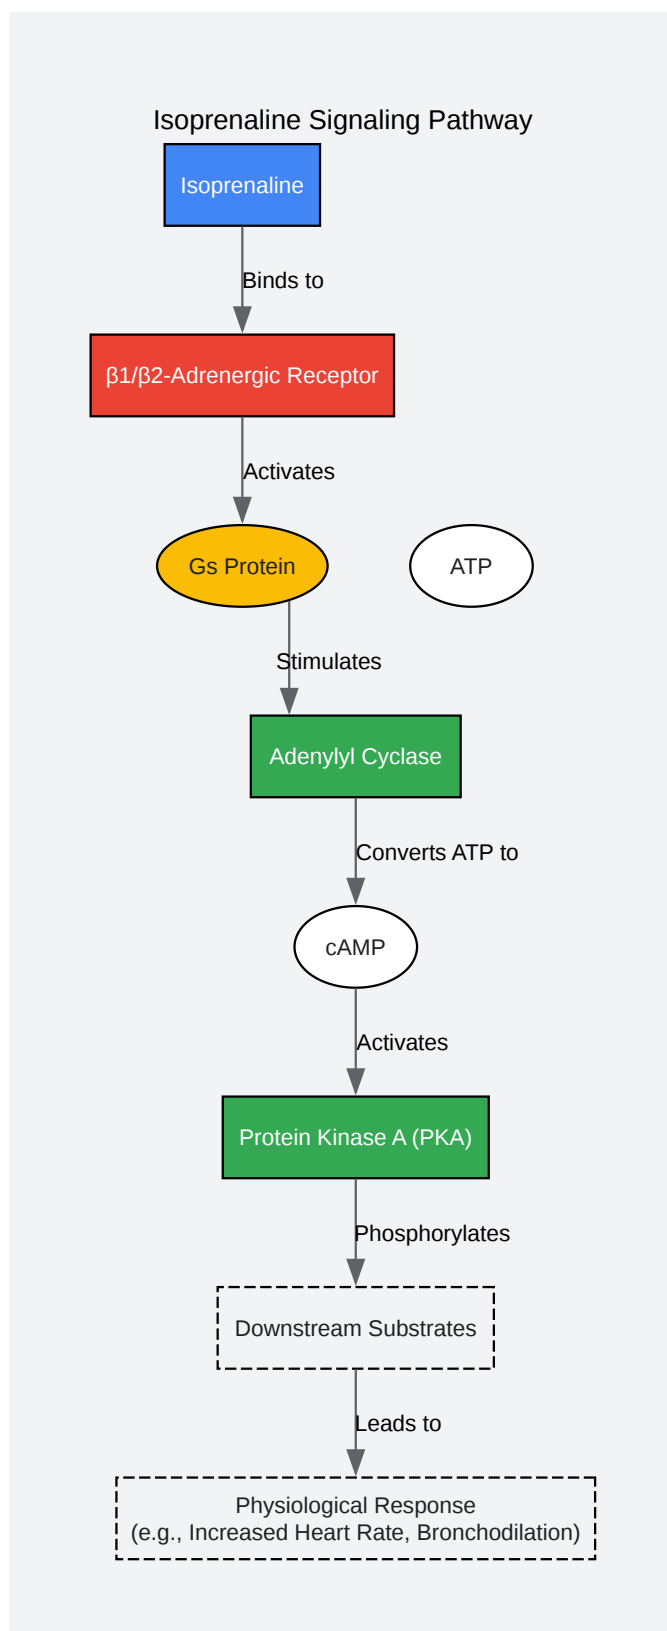 Isoprenaline Signaling Pathway
Isoprenaline
Binds to
β1/β2-Adrenergic Receptor
Activates
Gs Protein
ATP
Stimulates
Adenylyl Cyclase
Converts ATP to
cAMP
Activates
Protein Kinase A (PKA)
Phosphorylates
Downstream Substrates
Leads to
Physiological Response
(e.g., Increased Heart Rate, Bronchodilation)